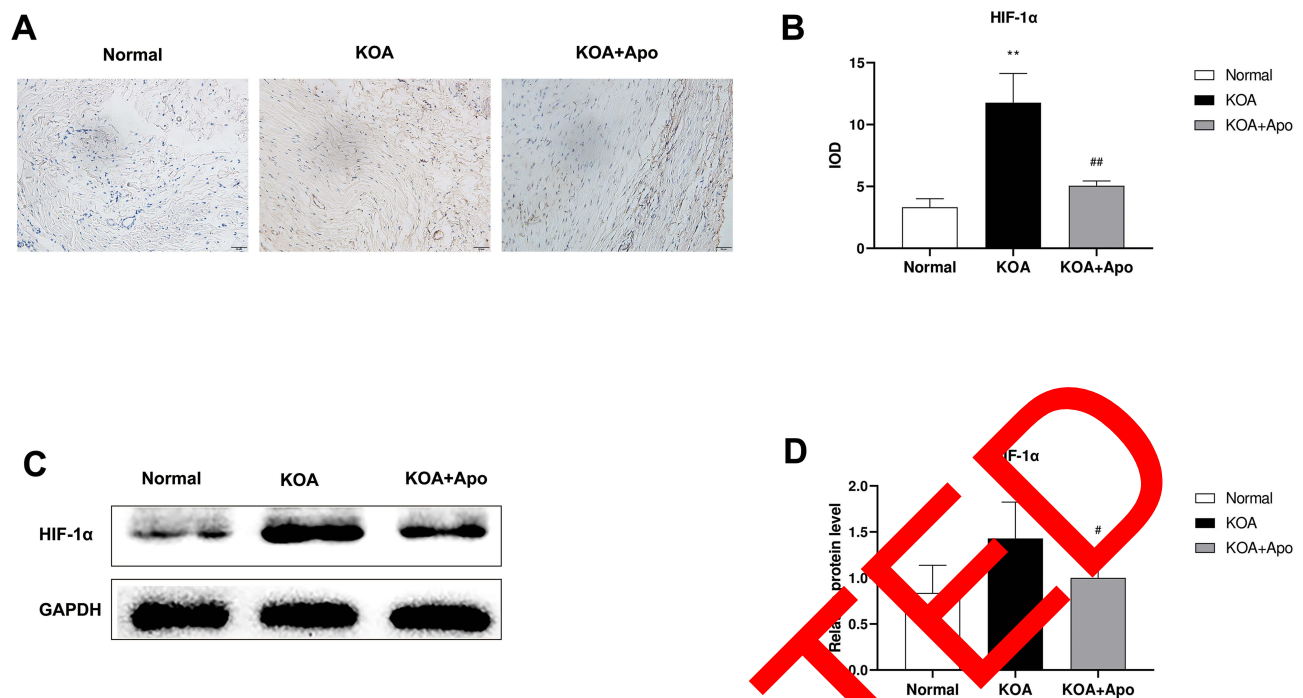 A
Normal
KOA
KOA+Apo
B
HIF-1α
**
##
15
10
5
0
IOD
Normal
KOA
KOA+Apo
Normal
KOA
KOA+Apo
C
Normal
KOA
KOA+Apo
HIF-1α
GAPDH
D
IF-1α
#
2.0
1.5
1.0
0.5
0.0
protein level
Normal
KOA
KOA+Apo
Normal
KOA
KOA+Apo
TED